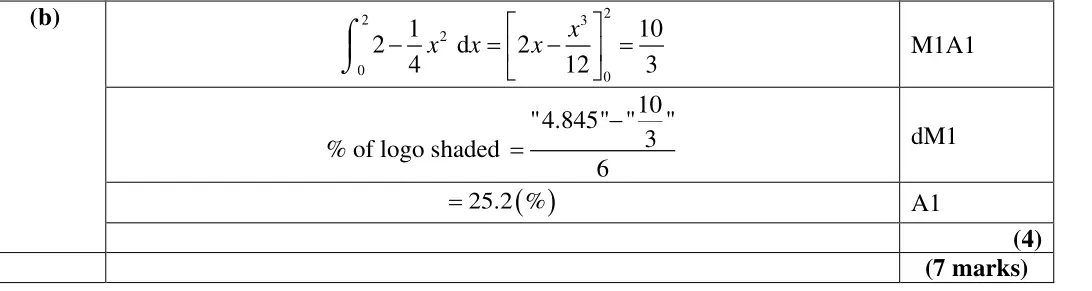 (b) ∫₀² 2 − 1/4 x² dx = [2x − x³/12]₀² = 10/3 M1A1
% of logo shaded = ("4.845" − "10/3") / 6 dM1
= 25.2(%) A1
(4)
(7 marks)